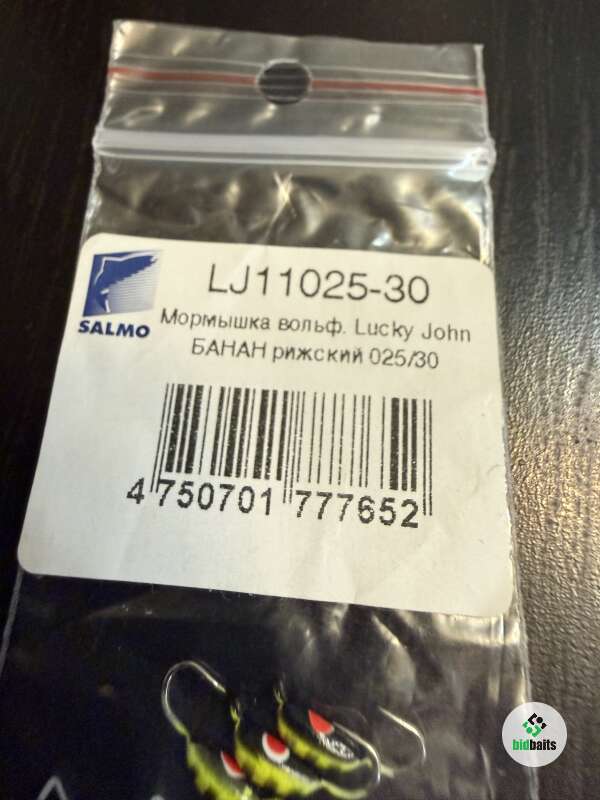 LJ11025-30
SALMO
Мормышка вольф. Lucky John
БАНАН рижский 025/30
4 750701 777652
bidbaits